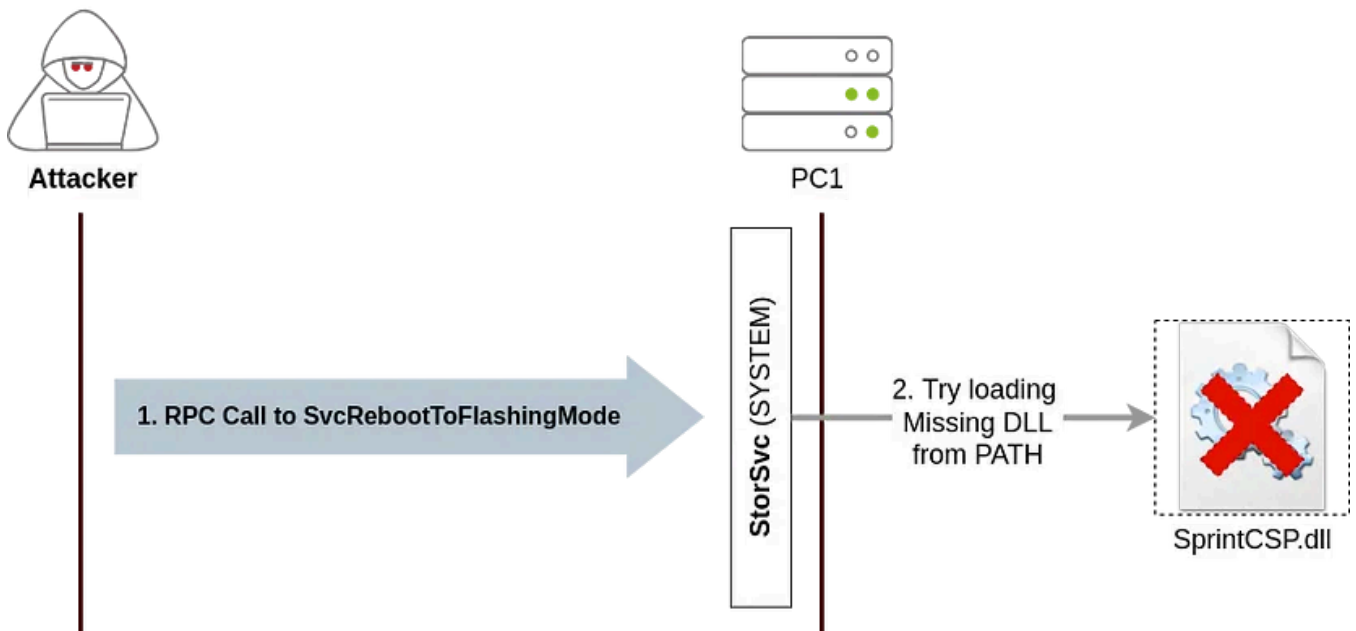 Attacker
PC1
1. RPC Call to SvcRebootToFlashingMode
StorSvc (SYSTEM)
2. Try loading
Missing DLL
from PATH
SprintCSP.dll